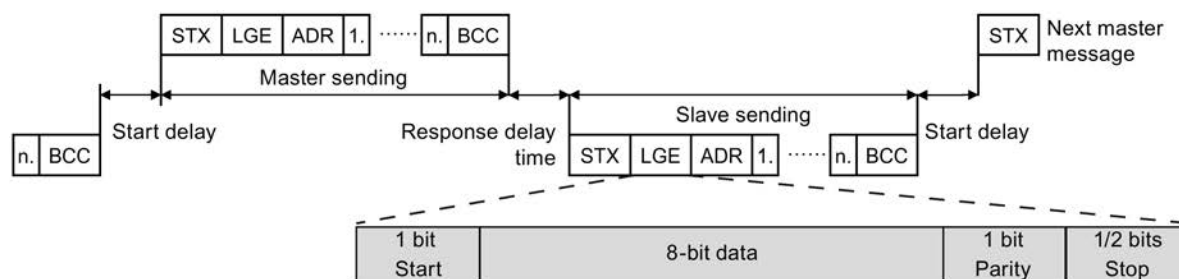 STX LGE ADR 1. ······ n. BCC
STX
Next master
message
Master sending
Start delay
Response delay
time
Slave sending
Start delay
n. BCC
STX LGE ADR 1. ······ n. BCC
1 bit
Start
8-bit data
1 bit
Parity
1/2 bits
Stop